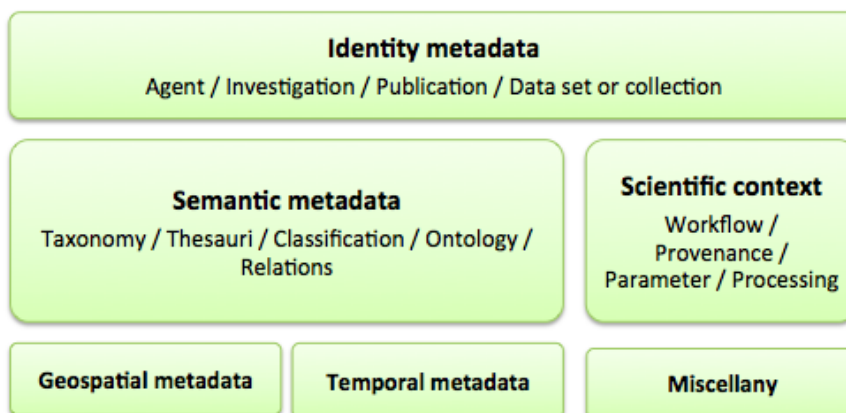 Identity metadata
Agent / Investigation / Publication / Data set or collection
Semantic metadata
Taxonomy / Thesauri / Classification / Ontology /
Relations
Scientific context
Workflow /
Provenance /
Parameter / Processing
Geospatial metadata
Temporal metadata
Miscellany